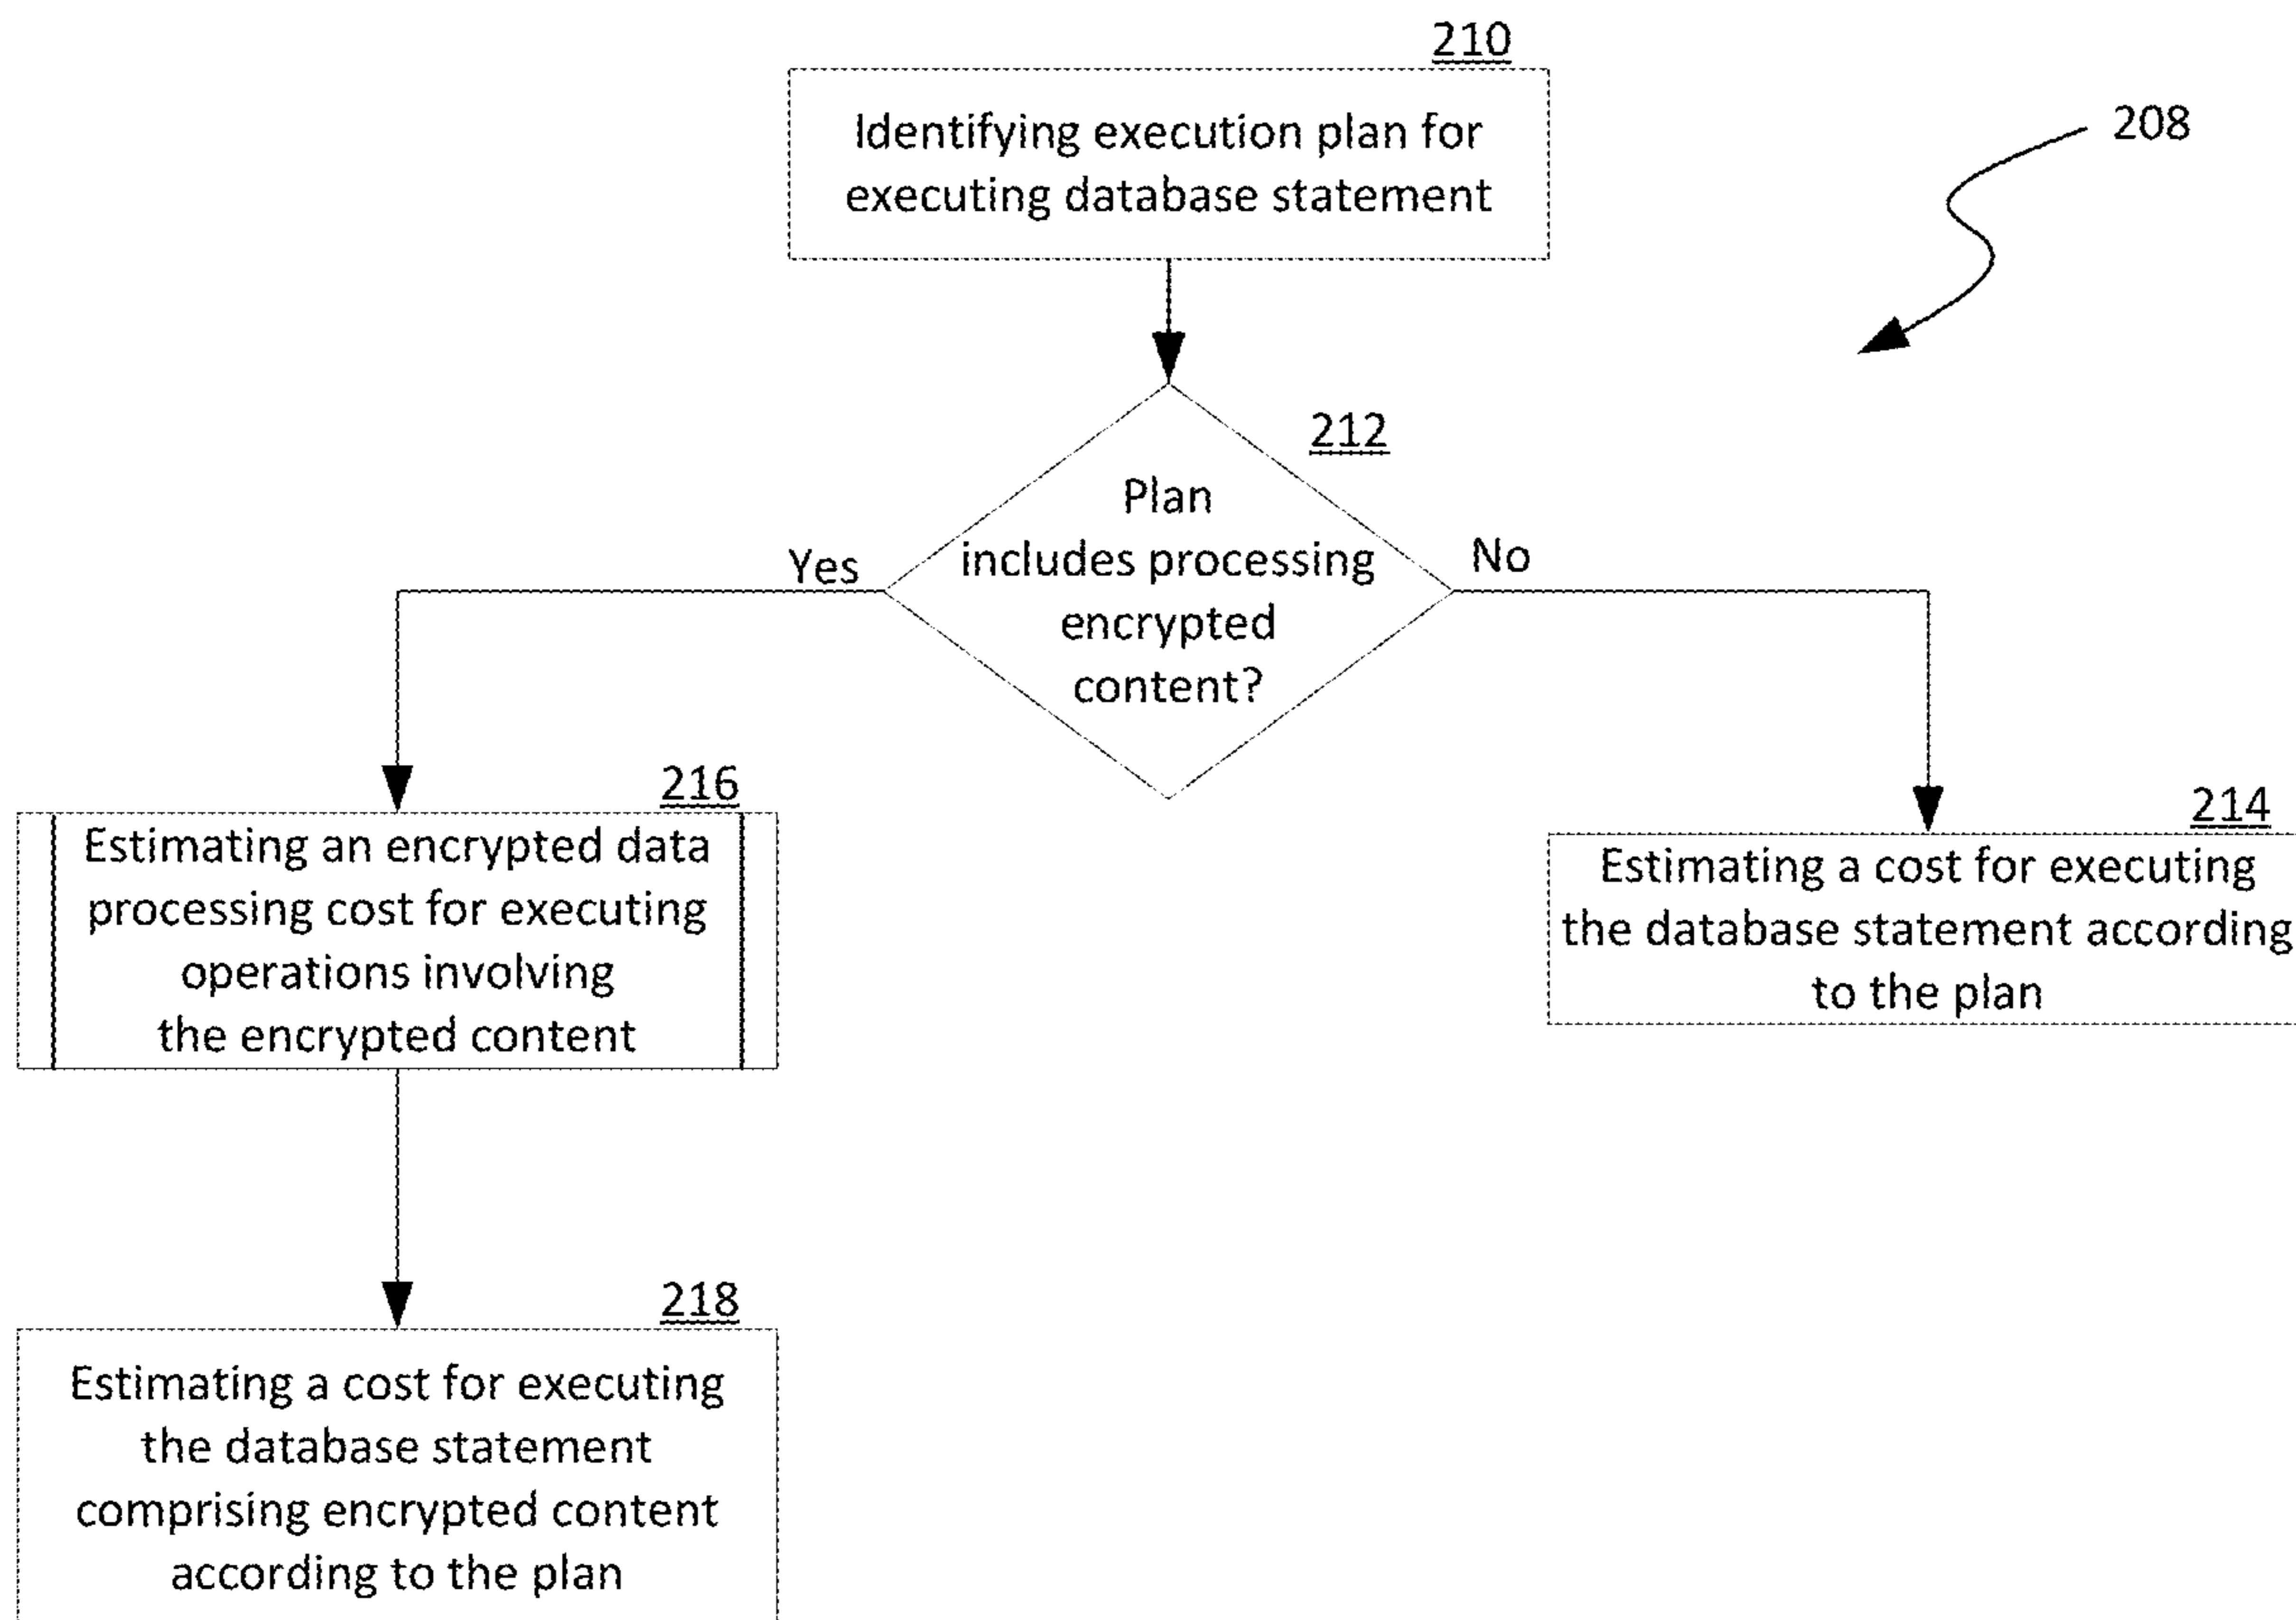 210
Identifying execution plan for
executing database statement
208
212
Plan
includes processing
encrypted
content?
Yes
No
216
Estimating an encrypted data
processing cost for executing
operations involving
the encrypted content
214
Estimating a cost for executing
the database statement according
to the plan
218
Estimating a cost for executing
the database statement
comprising encrypted content
according to the plan